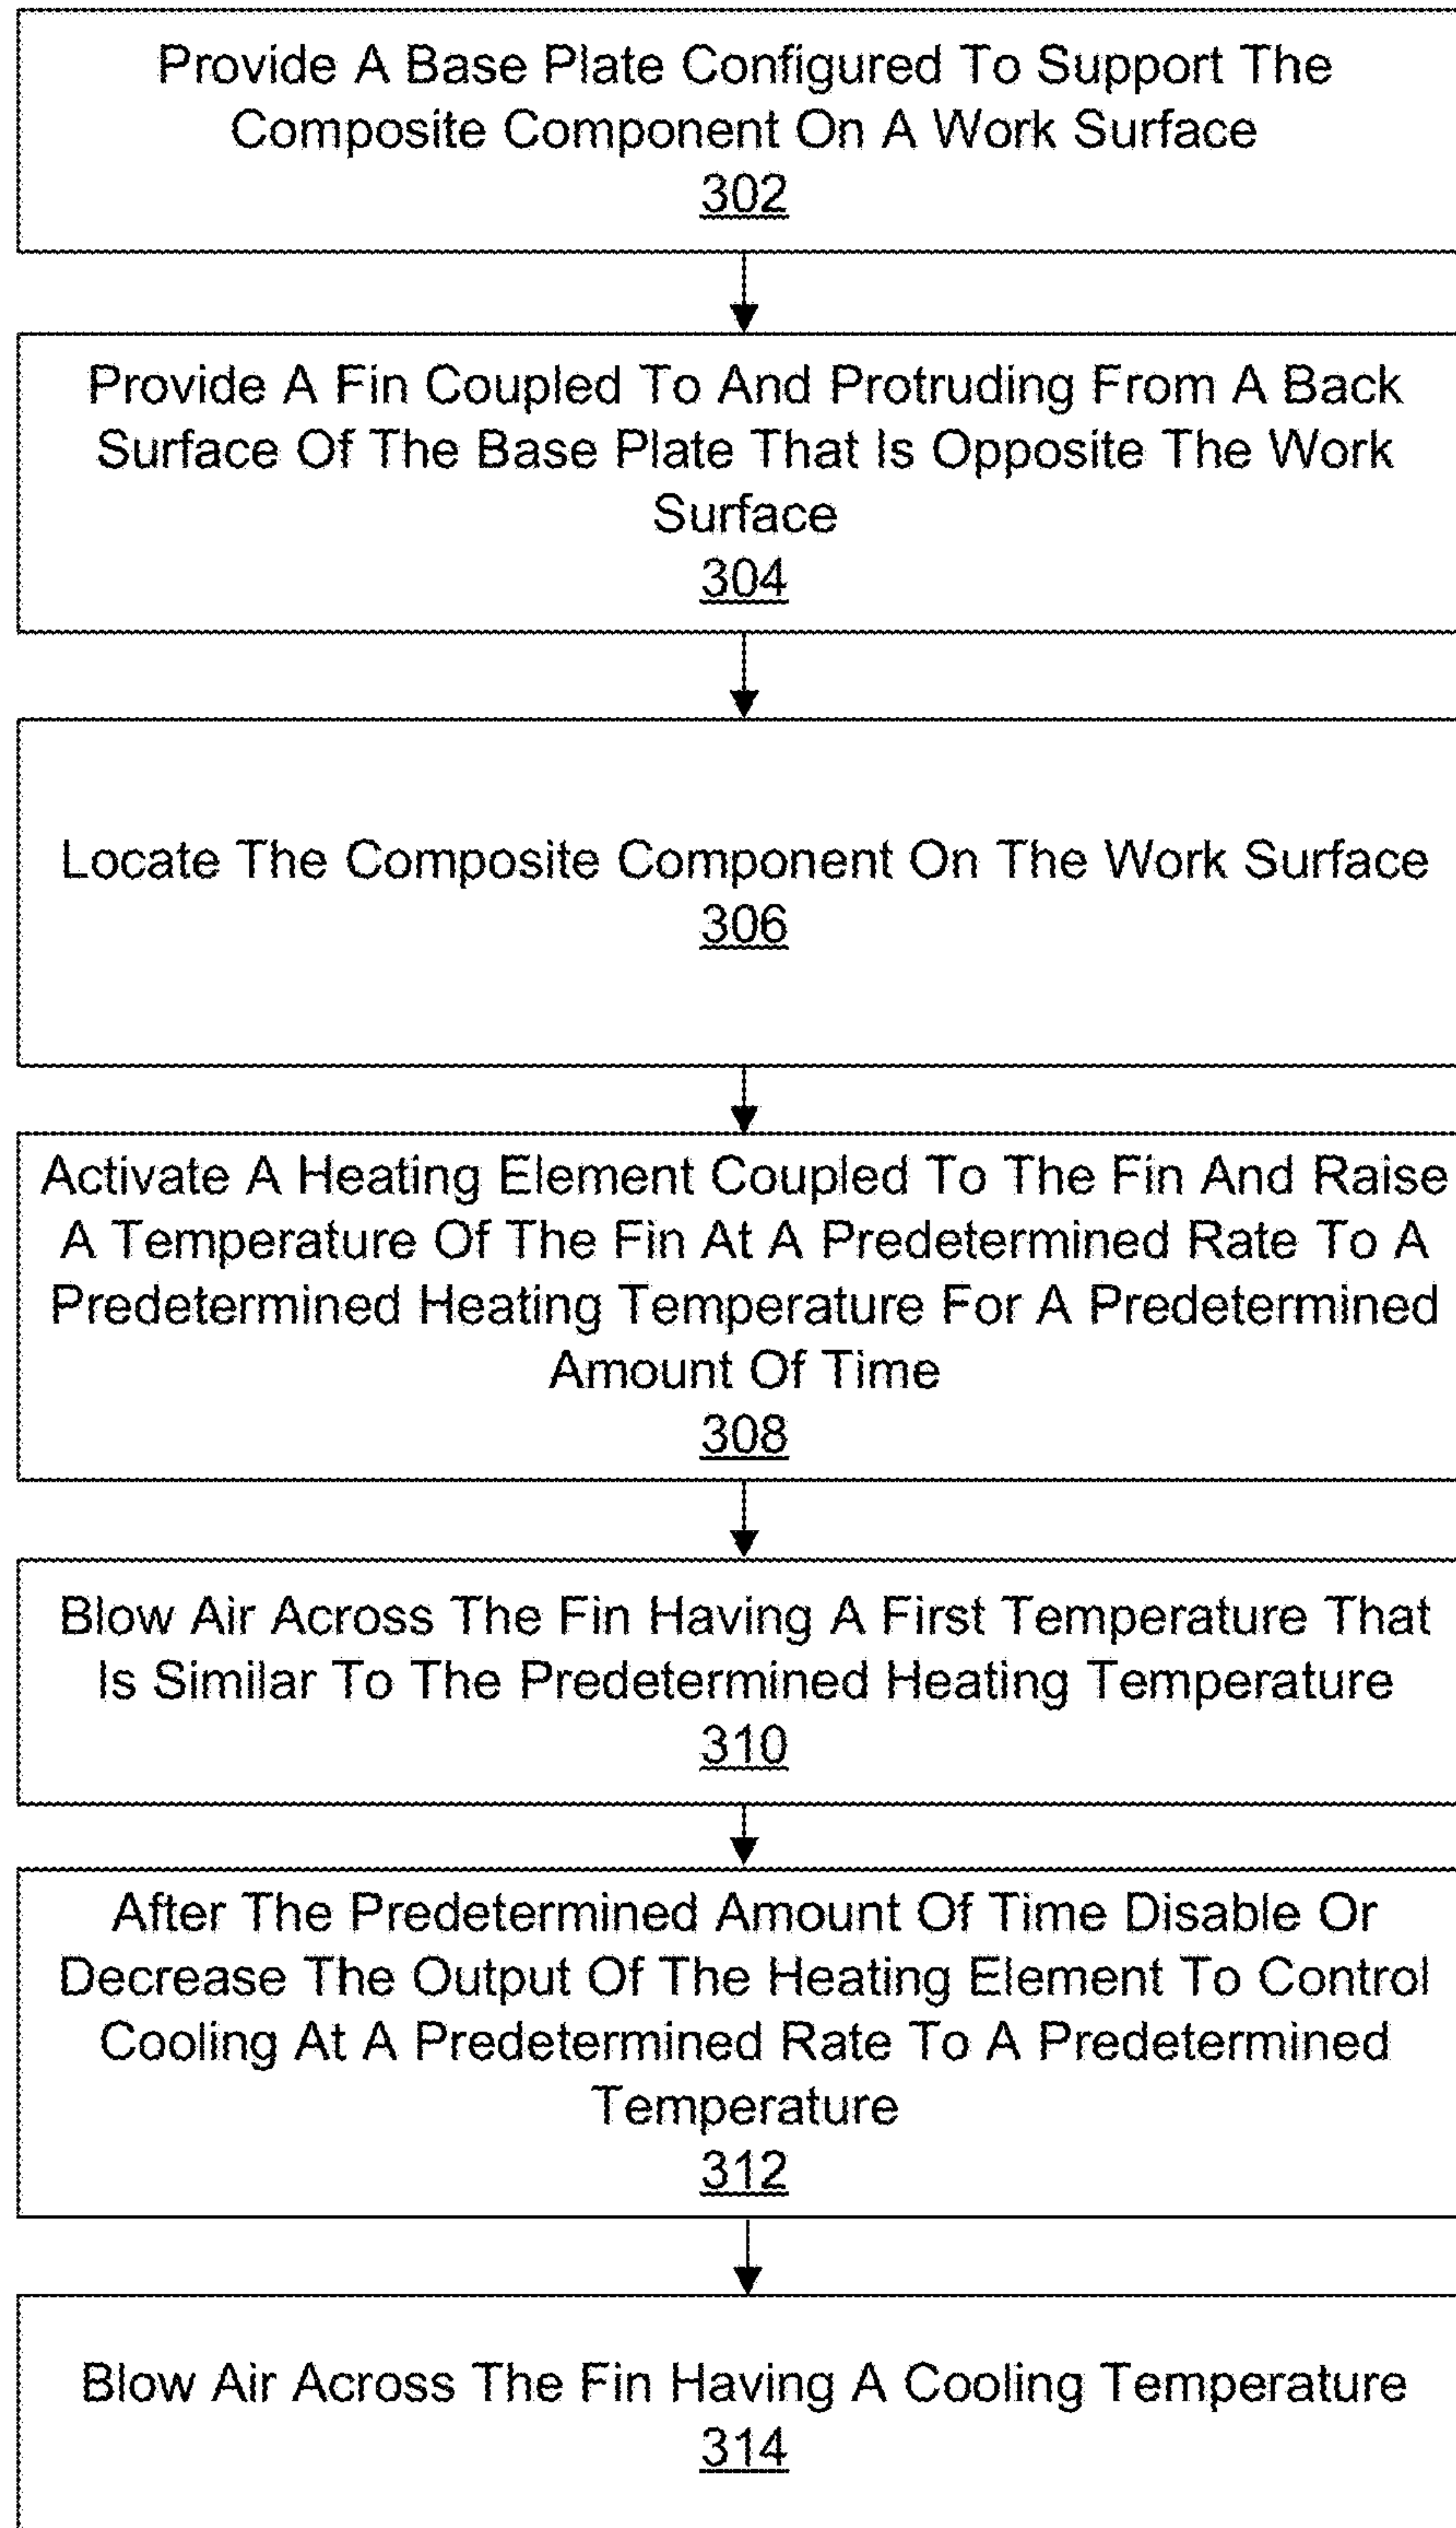 Provide A Base Plate Configured To Support The
Composite Component On A Work Surface
302
Provide A Fin Coupled To And Protruding From A Back
Surface Of The Base Plate That Is Opposite The Work
Surface
304
Locate The Composite Component On The Work Surface
306
Activate A Heating Element Coupled To The Fin And Raise
A Temperature Of The Fin At A Predetermined Rate To A
Predetermined Heating Temperature For A Predetermined
Amount Of Time
308
Blow Air Across The Fin Having A First Temperature That
Is Similar To The Predetermined Heating Temperature
310
After The Predetermined Amount Of Time Disable Or
Decrease The Output Of The Heating Element To Control
Cooling At A Predetermined Rate To A Predetermined
Temperature
312
Blow Air Across The Fin Having A Cooling Temperature
314